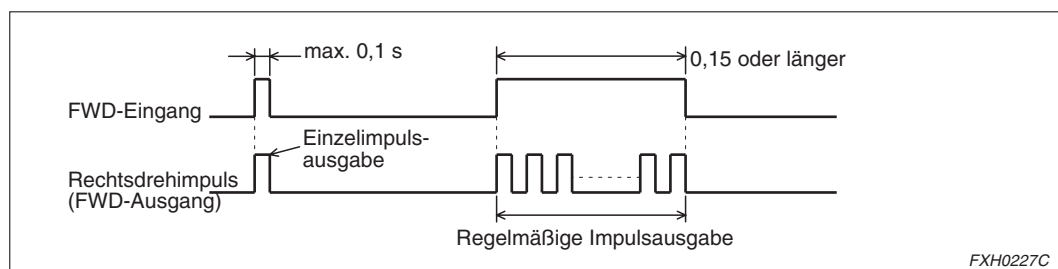 max. 0,1 s
0,15 oder länger
FWD-Eingang
Einzelimpuls-
ausgabe
Rechtsdrehimpuls
(FWD-Ausgang)
Regelmäßige Impulsausgabe
FXH0227C